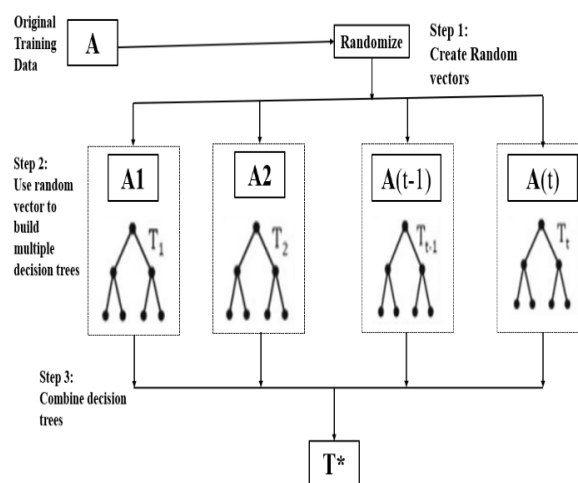 Original
Training
Data
A
Randomize
Step 1:
Create Random
vectors
Step 2:
Use random
vector to
build
multiple
decision trees
A1
A2
A(t-1)
A(t)
T1
T2
Tt-1
Tt
Step 3:
Combine decision
trees
T*